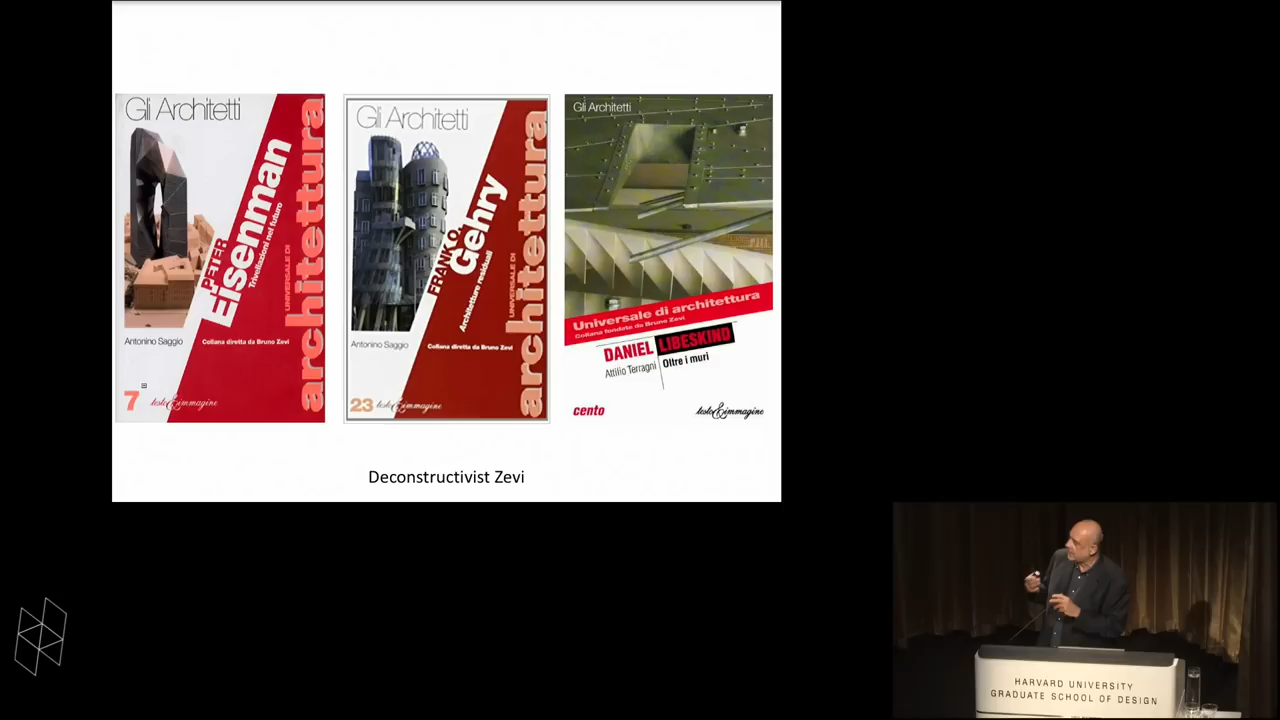 Gli Architetti
PETER
Eisenman
Trivellazioni nel futuro
UNIVERSALE DI
architettura
Antonino Saggio
Collana diretta da Bruno Zevi
7
testo&immagine
Gli Architetti
FRANK O.
Gehry
Architetture residuali
UNIVERSALE DI
architettura
Antonino Saggio
Collana diretta da Bruno Zevi
23
testo&immagine
Gli Architetti
Universale di architettura
Collana fondata da Bruno Zevi
DANIEL LIBESKIND
Attilio Terragni
Oltre i muri
cento
testo&immagine
Deconstructivist Zevi
HARVARD UNIVERSITY
GRADUATE SCHOOL OF DESIGN